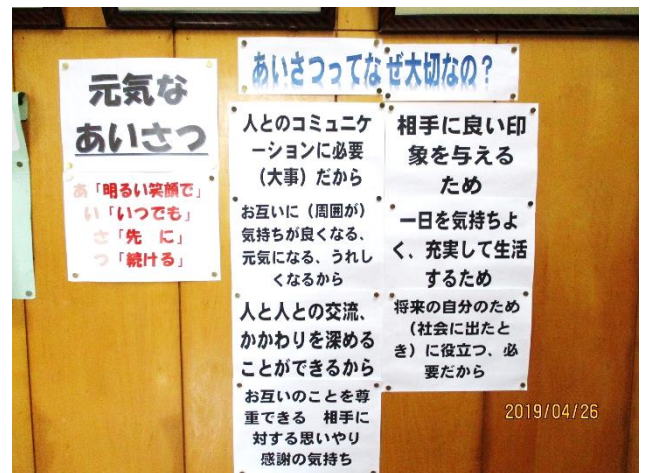 元気な
あいさつ
あ「明るい笑顔で」
い「いつでも」
さ「先　に」
つ「続ける」
あいさつってなぜ大切なの？
人とのコミュニケ
ーションに必要
（大事）だから
お互いに（周囲が）
気持ちが良くなる、
元気になる、うれし
くなるから
人と人との交流、
かかわりを深める
ことができるから
お互いのことを尊
重できる　相手に
対する思いやり
感謝の気持ち
相手に良い印
象を与える
ため
一日を気持ちよ
く、充実して生活
するため
将来の自分のため
（社会に出たと
き）に役立つ、必
要だから
2019/04/26